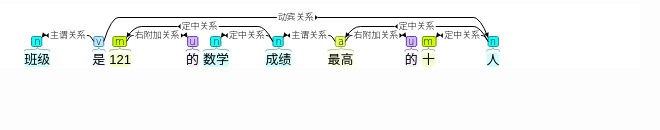 动宾关系
定中关系 定中关系
n 主谓关系 v m 右附加关系 u 定中关系 n n 主谓关系 a 右附加关系 u m 定中关系 n
班级 是 121 的 数学 成绩 最高 的 十 人